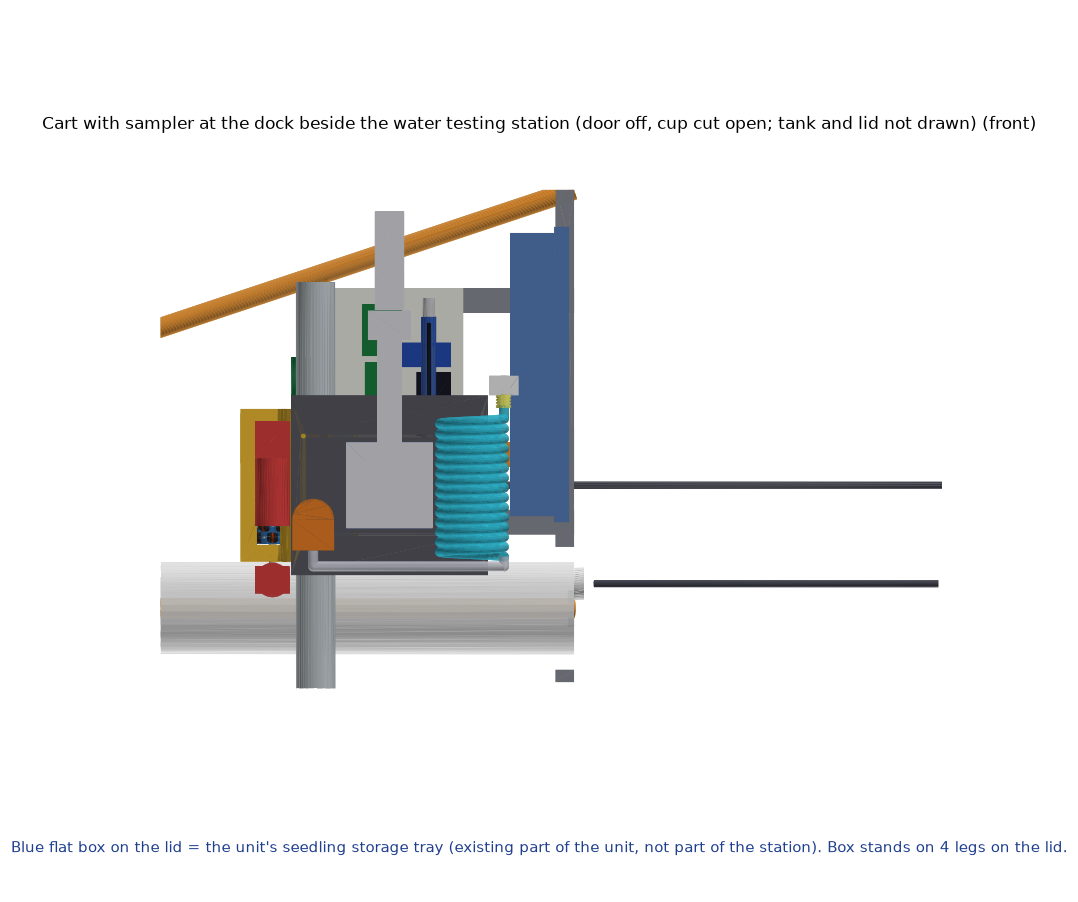 Cart with sampler at the dock beside the water testing station (door off, cup cut open; tank and lid not drawn) (front)
Blue flat box on the lid = the unit's seedling storage tray (existing part of the unit, not part of the station). Box stands on 4 legs on the lid.